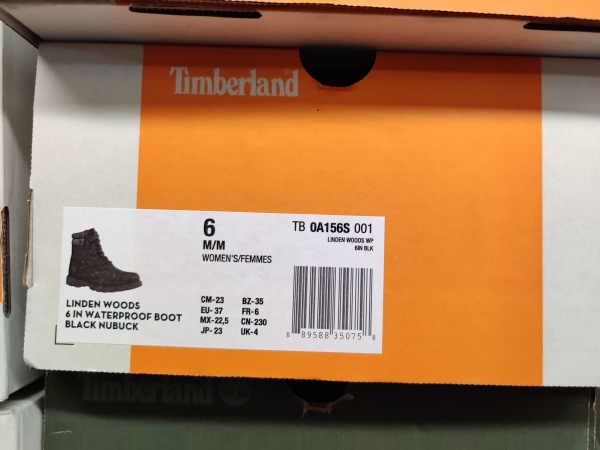 Timberland
6
M/M
WOMEN'S/FEMMES
TB 0A156S 001
LINDEN WOODS WP
6IN BLK
LINDEN WOODS
6 IN WATERPROOF BOOT
BLACK NUBUCK
CM-23 BZ-35
EU-37 FR-6
MX-22,5 CN-230
JP-23 UK-4
8 89588 35075 8
Timberland